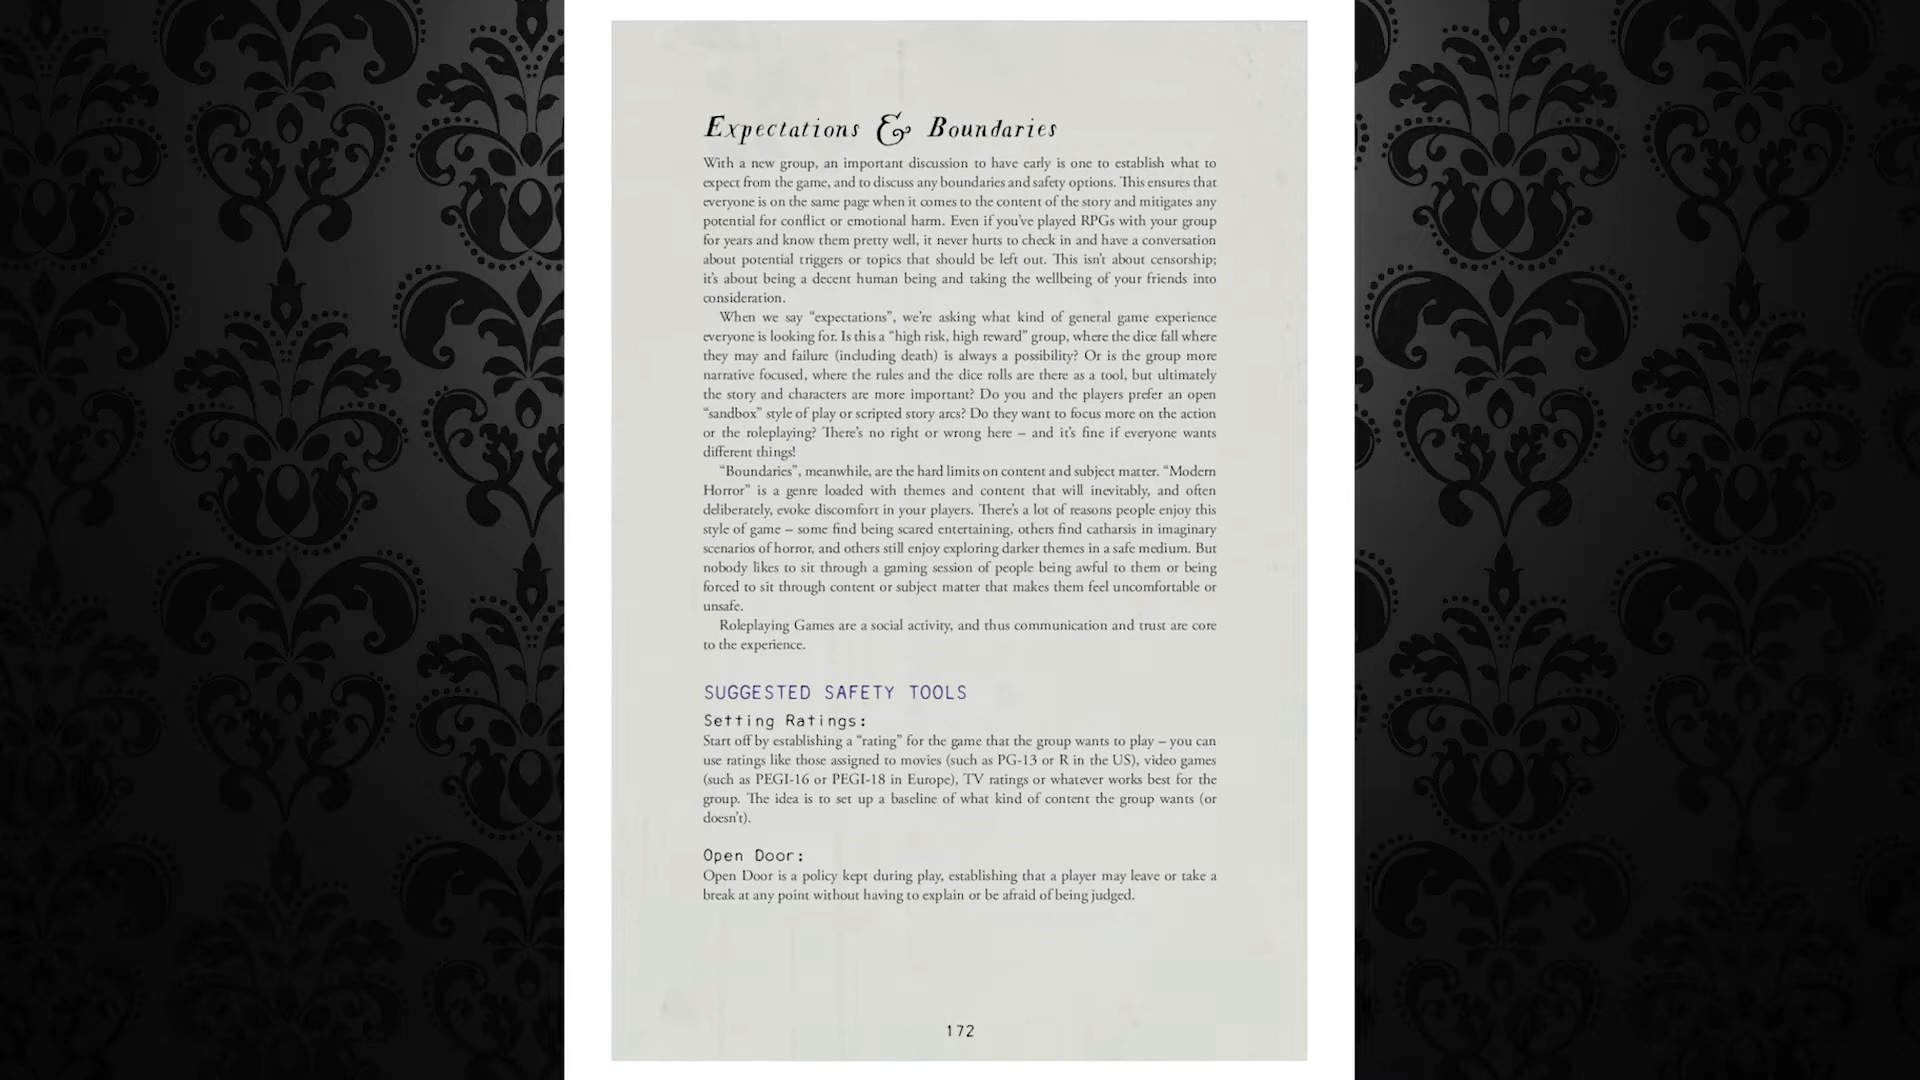 Expectations & Boundaries
With a new group, an important discussion to have early is one to establish what to
expect from the game, and to discuss any boundaries and safety options. This ensures that
everyone is on the same page when it comes to the content of the story and mitigates any
potential for conflict or emotional harm. Even if you’ve played RPGs with your group
for years and know them pretty well, it never hurts to check in and have a conversation
about potential triggers or topics that should be left out. This isn’t about censorship;
it’s about being a decent human being and taking the wellbeing of your friends into
consideration.
When we say “expectations”, we’re asking what kind of general game experience
everyone is looking for. Is this a “high risk, high reward” group, where the dice fall where
they may and failure (including death) is always a possibility? Or is the group more
narrative focused, where the rules and the dice rolls are there as a tool, but ultimately
the story and characters are more important? Do you and the players prefer an open
“sandbox” style of play or scripted story arcs? Do they want to focus more on the action
or the roleplaying? There’s no right or wrong here – and it’s fine if everyone wants
different things!
“Boundaries”, meanwhile, are the hard limits on content and subject matter. “Modern
Horror” is a genre loaded with themes and content that will inevitably, and often
deliberately, evoke discomfort in your players. There’s a lot of reasons people enjoy this
style of game – some find being scared entertaining, others find catharsis in imaginary
scenarios of horror, and others still enjoy exploring darker themes in a safe medium. But
nobody likes to sit through a gaming session of people being awful to them or being
forced to sit through content or subject matter that makes them feel uncomfortable or
unsafe.
Roleplaying Games are a social activity, and thus communication and trust are core
to the experience.
SUGGESTED SAFETY TOOLS
Setting Ratings:
Start off by establishing a “rating” for the game that the group wants to play – you can
use ratings like those assigned to movies (such as PG-13 or R in the US), video games
(such as PEGI-16 or PEGI-18 in Europe), TV ratings or whatever works best for the
group. The idea is to set up a baseline of what kind of content the group wants (or
doesn’t).
Open Door:
Open Door is a policy kept during play, establishing that a player may leave or take a
break at any point without having to explain or be afraid of being judged.
172